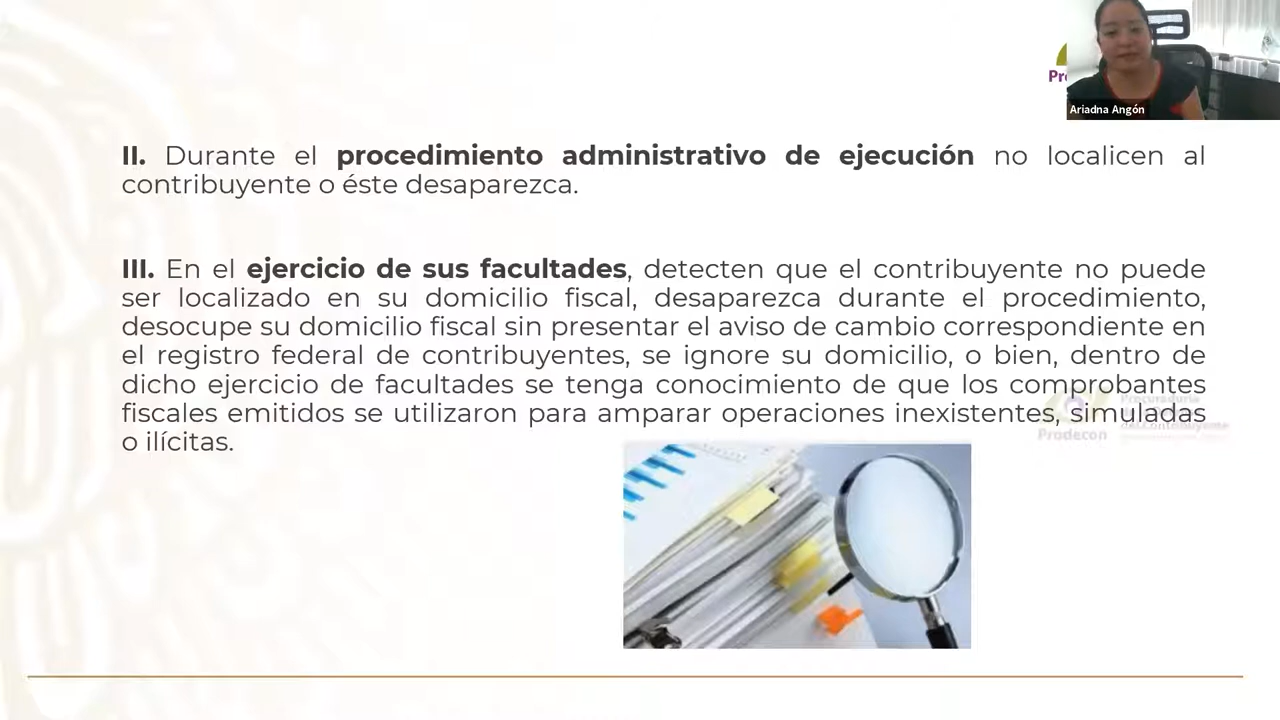 Pro
Ariadna Angón
II. Durante el procedimiento administrativo de ejecución no localicen al
contribuyente o éste desaparezca.
III. En el ejercicio de sus facultades, detecten que el contribuyente no puede
ser localizado en su domicilio fiscal, desaparezca durante el procedimiento,
desocupe su domicilio fiscal sin presentar el aviso de cambio correspondiente en
el registro federal de contribuyentes, se ignore su domicilio, o bien, dentro de
dicho ejercicio de facultades se tenga conocimiento de que los comprobantes
fiscales emitidos se utilizaron para amparar operaciones inexistentes, simuladas
o ilícitas.
Procuraduría
del Contribuyente
Prodecon